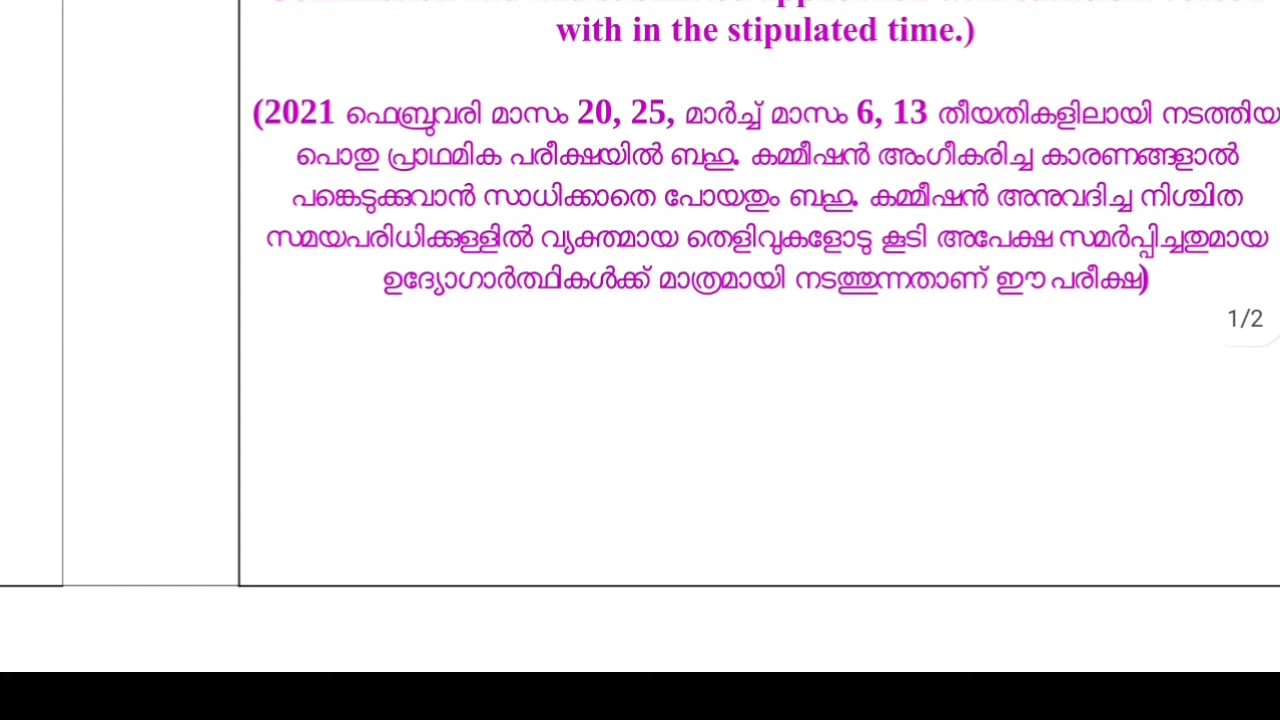 with in the stipulated time.)
(2021 ഫെബ്രുവരി മാസം 20, 25, മാർച്ച് മാസം 6, 13 തീയതികളിലായി നടത്തിയ
പൊതു പ്രാഥമിക പരീക്ഷയിൽ ബഹു. കമ്മീഷൻ അംഗീകരിച്ച കാരണങ്ങളാൽ
പങ്കെടുക്കുവാൻ സാധിക്കാതെ പോയതും ബഹു. കമ്മീഷൻ അനുവദിച്ച നിശ്ചിത
സമയപരിധിക്കുള്ളിൽ വ്യക്തമായ തെളിവുകളോടു കൂടി അപേക്ഷ സമർപ്പിച്ചതുമായ
ഉദ്യോഗാർത്ഥികൾക്ക് മാത്രമായി നടത്തുന്നതാണ് ഈ പരീക്ഷ)
1/2